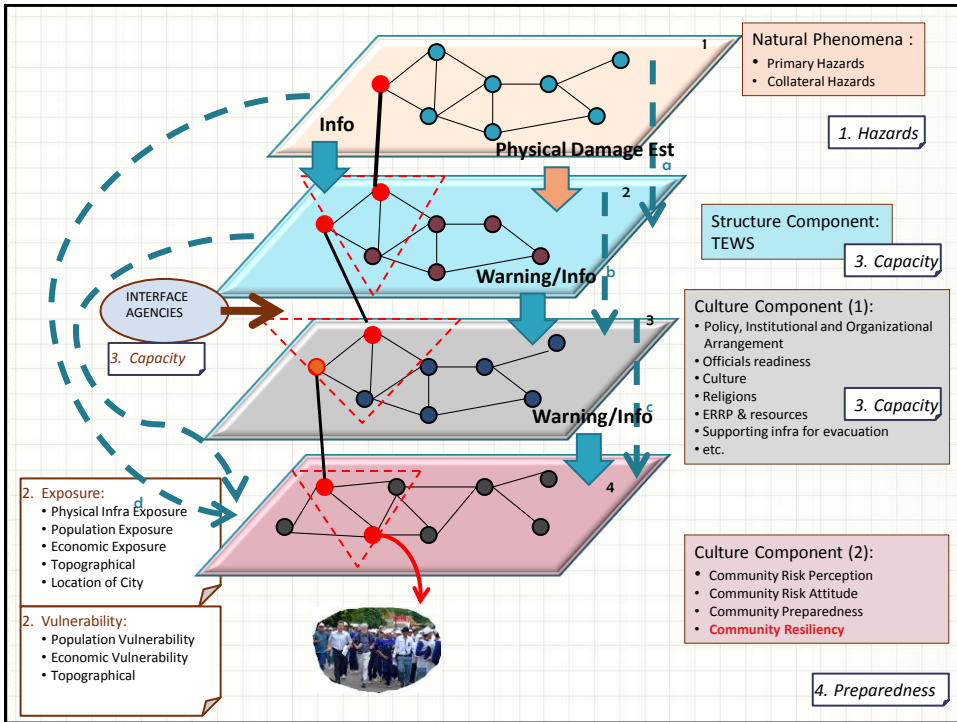 1
Natural Phenomena :
• Primary Hazards
• Collateral Hazards
1. Hazards
Info
Physical Damage Est
a
2
Structure Component:
TEWS
3. Capacity
Warning/Info
b
INTERFACE
AGENCIES
3. Capacity
3
Culture Component (1):
• Policy, Institutional and Organizational
Arrangement
• Officials readiness
• Culture
• Religions
• ERRP & resources
• Supporting infra for evacuation
• etc.
3. Capacity
Warning/Info
c
4
2. Exposure:
• Physical Infra Exposure
• Population Exposure
• Economic Exposure
• Topographical
• Location of City
d
2. Vulnerability:
• Population Vulnerability
• Economic Vulnerability
• Topographical
Culture Component (2):
• Community Risk Perception
• Community Risk Attitude
• Community Preparedness
• Community Resiliency
4. Preparedness